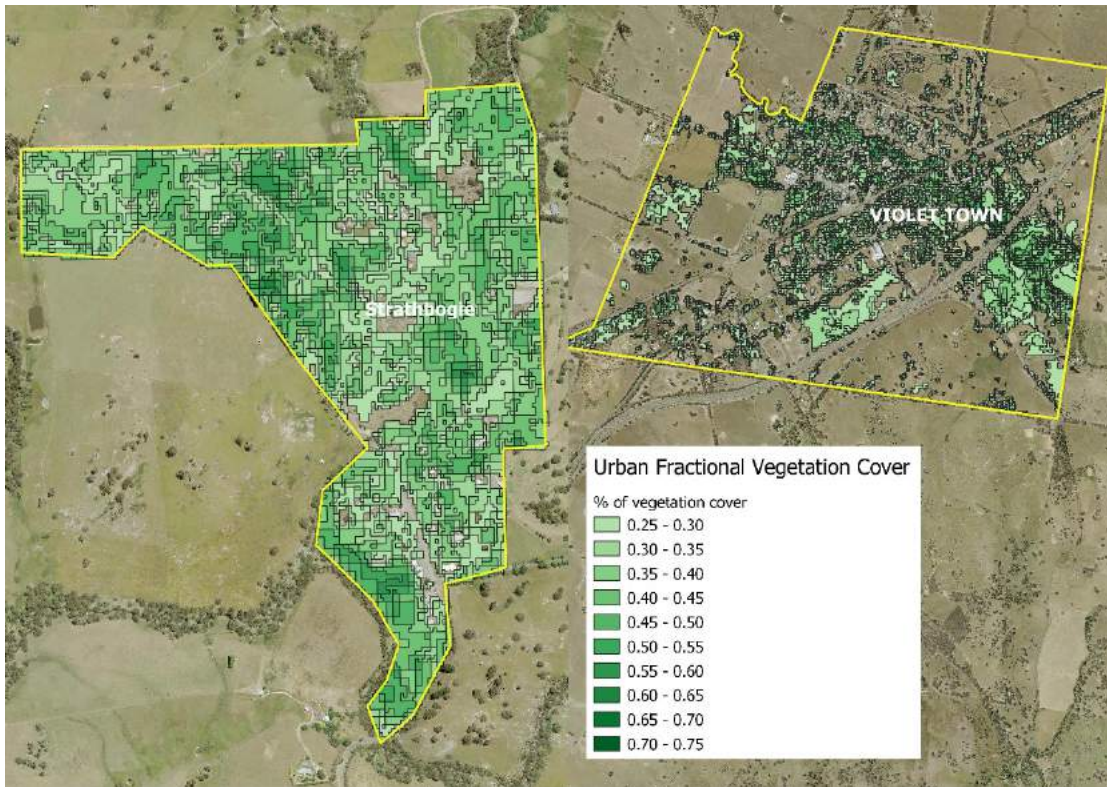 VIOLET TOWN
Strathbogie
Urban Fractional Vegetation Cover
% of vegetation cover
0.25 - 0.30
0.30 - 0.35
0.35 - 0.40
0.40 - 0.45
0.45 - 0.50
0.50 - 0.55
0.55 - 0.60
0.60 - 0.65
0.65 - 0.70
0.70 - 0.75